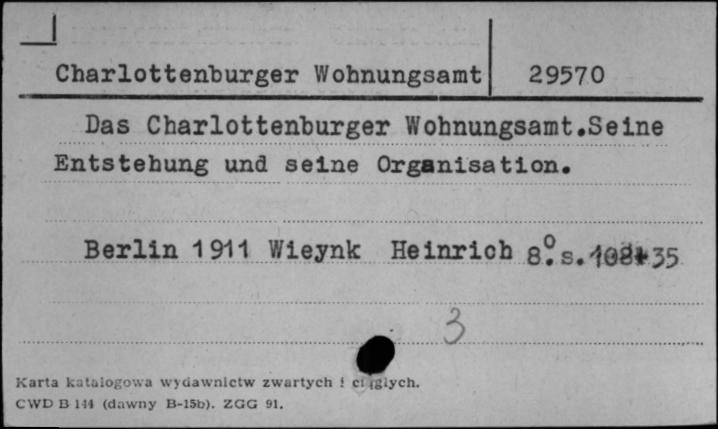 Charlottenburger Wohnungsamt 29570
Das Charlottenburger Wohnungsamt.Seine
Entstehung und seine Organisation.
Berlin 1911 Wieynk Heinrich 8°.s. 35
3
Karta katalogowa wydawnictw zwartych i ciągłych.
CWD B 144 (dawny B-15b). ZGG 91.